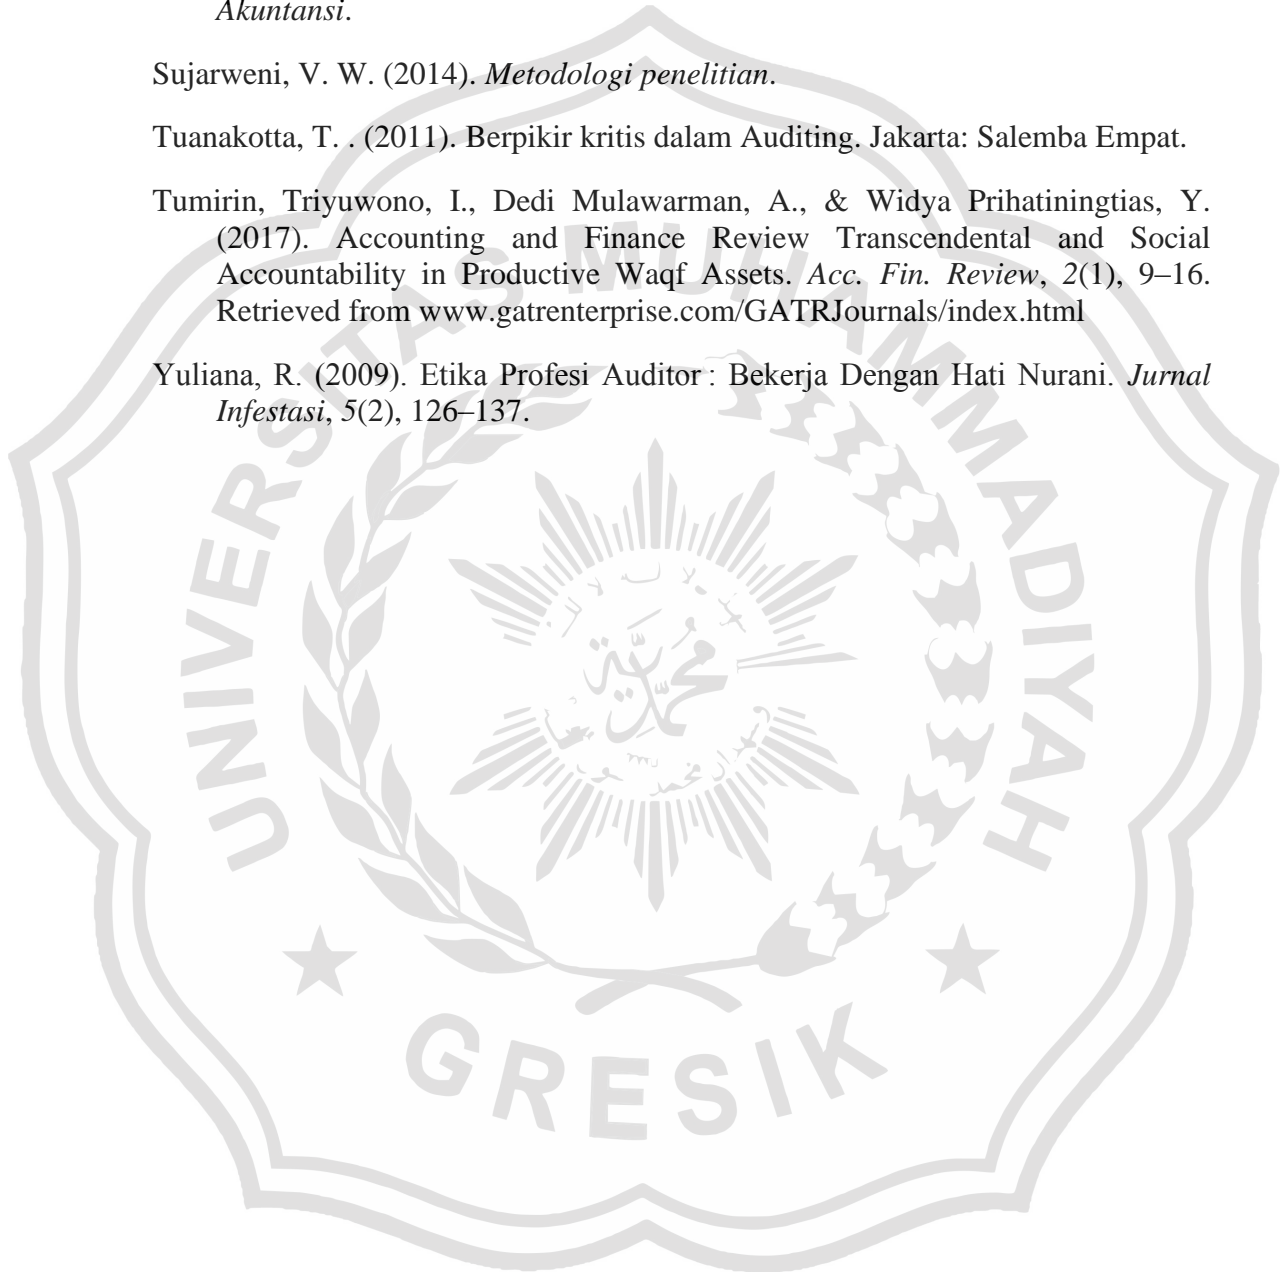 Akuntansi.
Sujarweni, V. W. (2014). Metodologi penelitian.
Tuanakotta, T. . (2011). Berpikir kritis dalam Auditing. Jakarta: Salemba Empat.
Tumirin, Triyuwono, I., Dedi Mulawarman, A., & Widya Prihatiningtias, Y.
(2017). Accounting and Finance Review Transcendental and Social
Accountability in Productive Waqf Assets. Acc. Fin. Review, 2(1), 9–16.
Retrieved from www.gatrenterprise.com/GATRJournals/index.html
Yuliana, R. (2009). Etika Profesi Auditor : Bekerja Dengan Hati Nurani. Jurnal
Infestasi, 5(2), 126–137.
UNIVERSITAS MUHAMMADIYAH
GRESIK